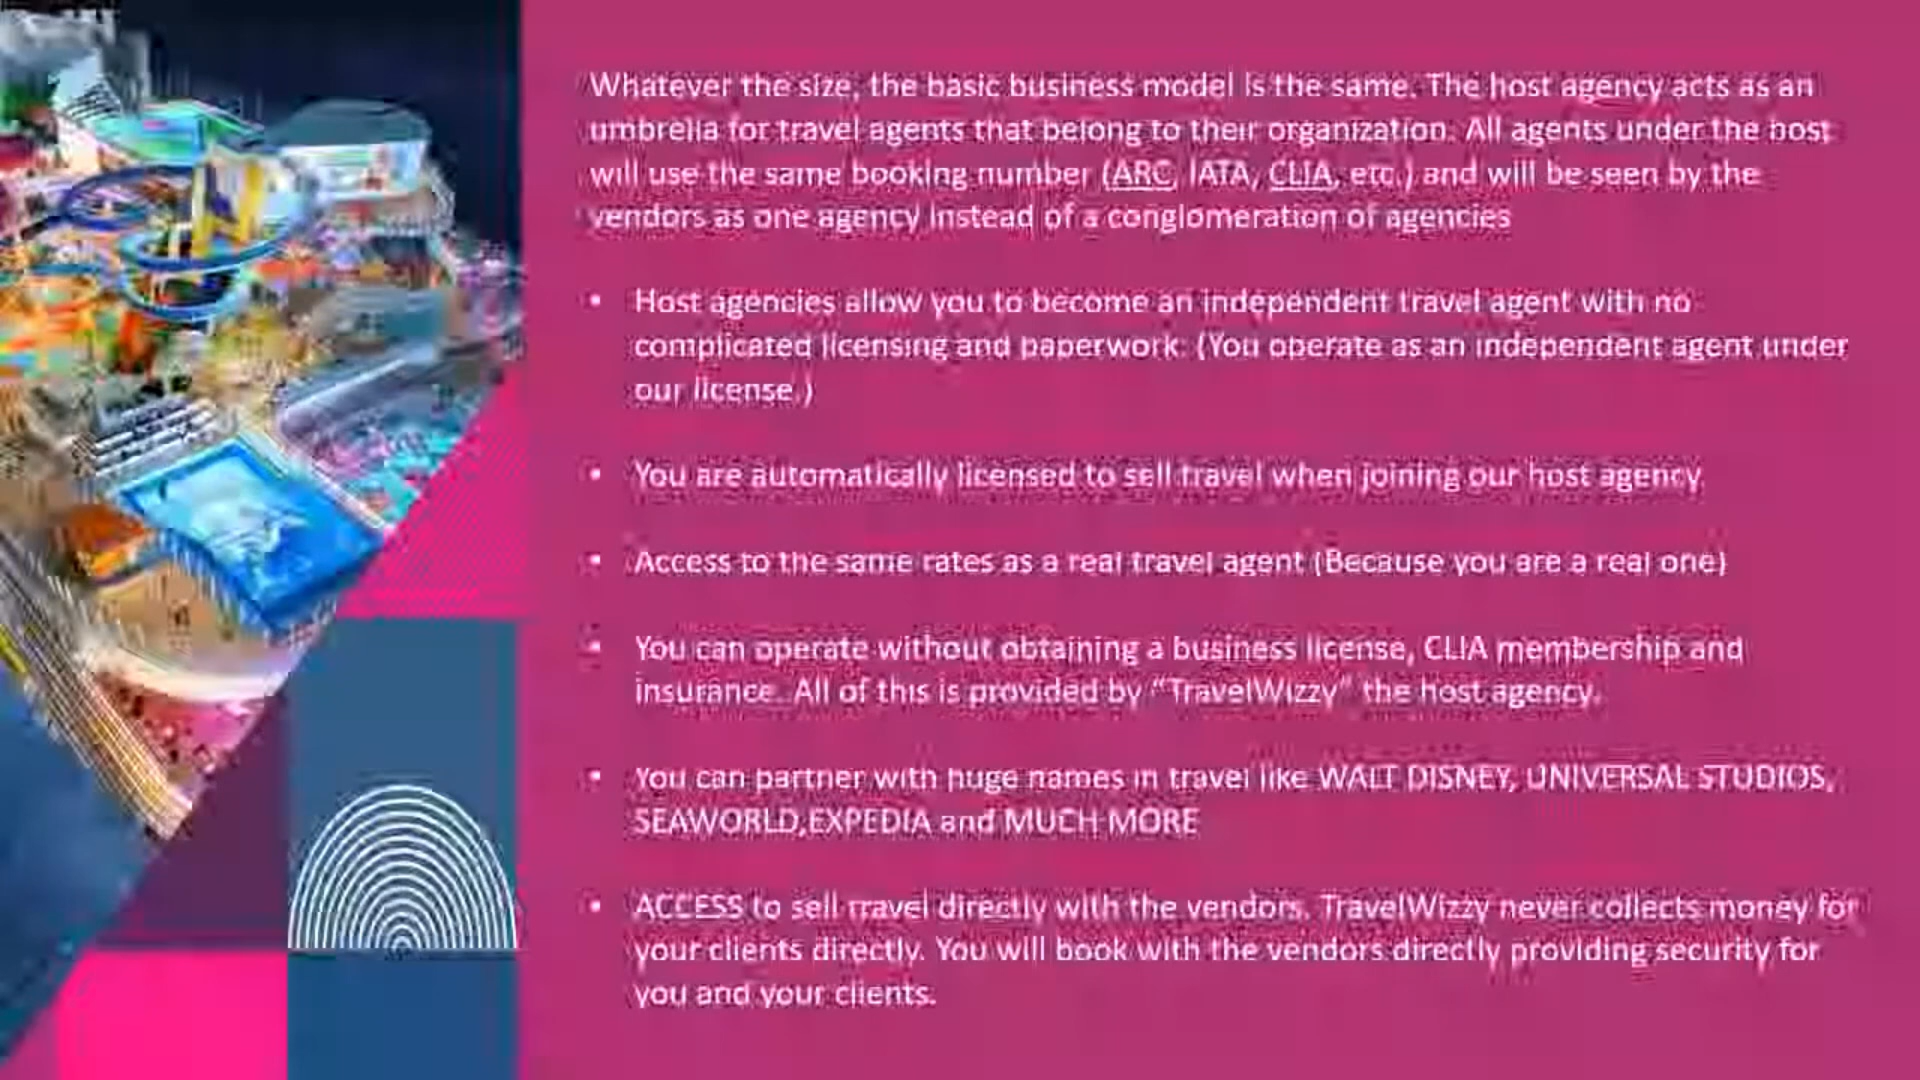 Whatever the size, the basic business model is the same. The host agency acts as an
umbrella for travel agents that belong to their organization. All agents under the host
will use the same booking number (ARC, IATA, CLIA, etc.) and will be seen by the
vendors as one agency instead of a conglomeration of agencies
• Host agencies allow you to become an independent travel agent with no
complicated licensing and paperwork. (You operate as an independent agent under
our license.)
• You are automatically licensed to sell travel when joining our host agency
• Access to the same rates as a real travel agent (Because you are a real one)
• You can operate without obtaining a business license, CLIA membership and
insurance. All of this is provided by “TravelWizzy” the host agency.
• You can partner with huge names in travel like WALT DISNEY, UNIVERSAL STUDIOS,
SEAWORLD,EXPEDIA and MUCH MORE
• ACCESS to sell travel directly with the vendors. TravelWizzy never collects money for
your clients directly. You will book with the vendors directly providing security for
you and your clients.